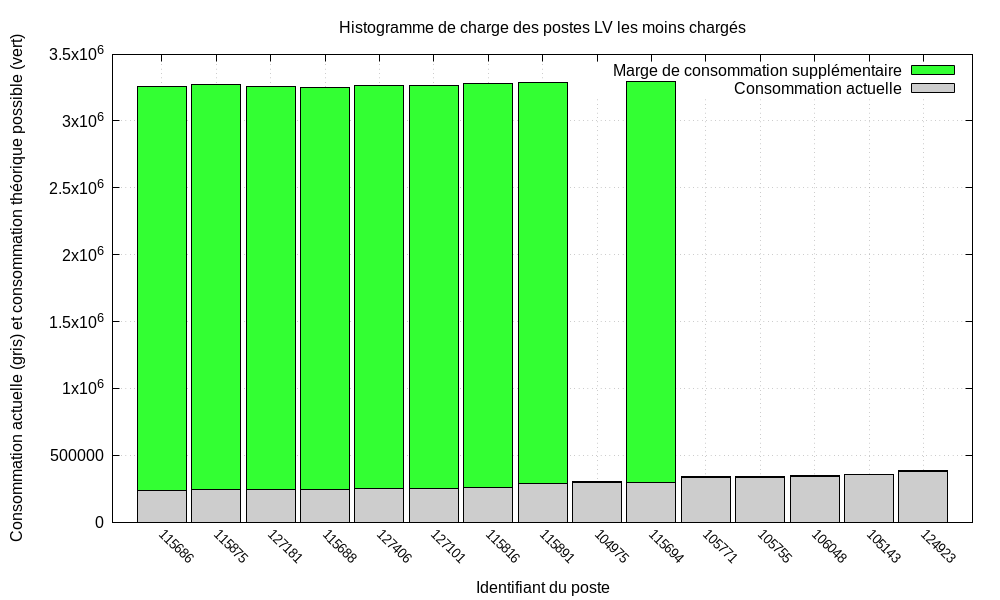 Histogramme de charge des postes LV les moins chargés
Consommation actuelle (gris) et consommation théorique possible (vert)
3.5x10⁶
3x10⁶
2.5x10⁶
2x10⁶
1.5x10⁶
1x10⁶
500000
0
Marge de consommation supplémentaire
Consommation actuelle
115686
115875
127181
115688
127406
127101
115816
115891
104975
115694
105771
105755
106048
105143
124923
Identifiant du poste